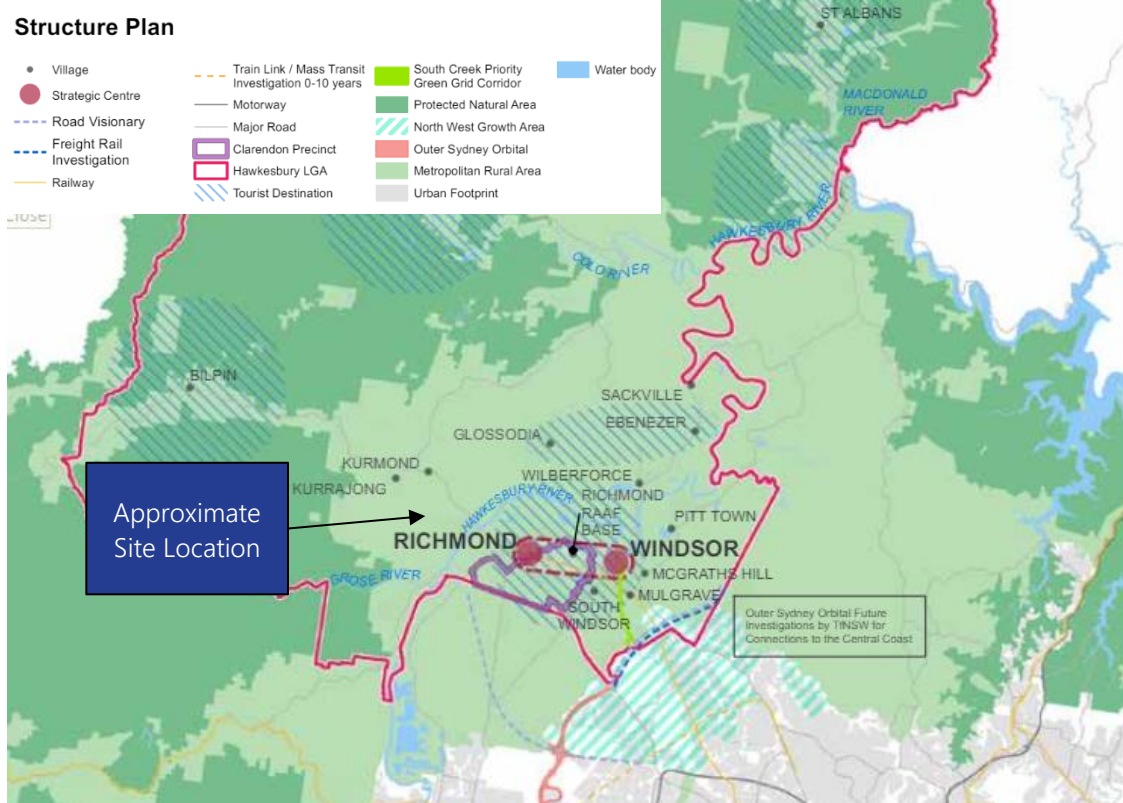 Structure Plan
Village
Strategic Centre
Road Visionary
Freight Rail
Investigation
Railway
Train Link / Mass Transit
Investigation 0-10 years
Motorway
Major Road
Clarendon Precinct
Hawkesbury LGA
Tourist Destination
South Creek Priority
Green Grid Corridor
Protected Natural Area
North West Growth Area
Outer Sydney Orbital
Metropolitan Rural Area
Urban Footprint
Water body
Close
ST ALBANS
MACDONALD
RIVER
HAWKESBURY RIVER
COLO RIVER
BILPIN
SACKVILLE
EBENEZER
GLOSSODIA
KURMOND
KURRAJONG
WILBERFORCE
HAWKESBURY RIVER
RICHMOND
RAAF
BASE
PITT TOWN
Approximate
Site Location
RICHMOND
WINDSOR
MCGRATHS HILL
GROSE RIVER
MULGRAVE
SOUTH
WINDSOR
Outer Sydney Orbital Future
Investigations by TfNSW for
Connections to the Central Coast